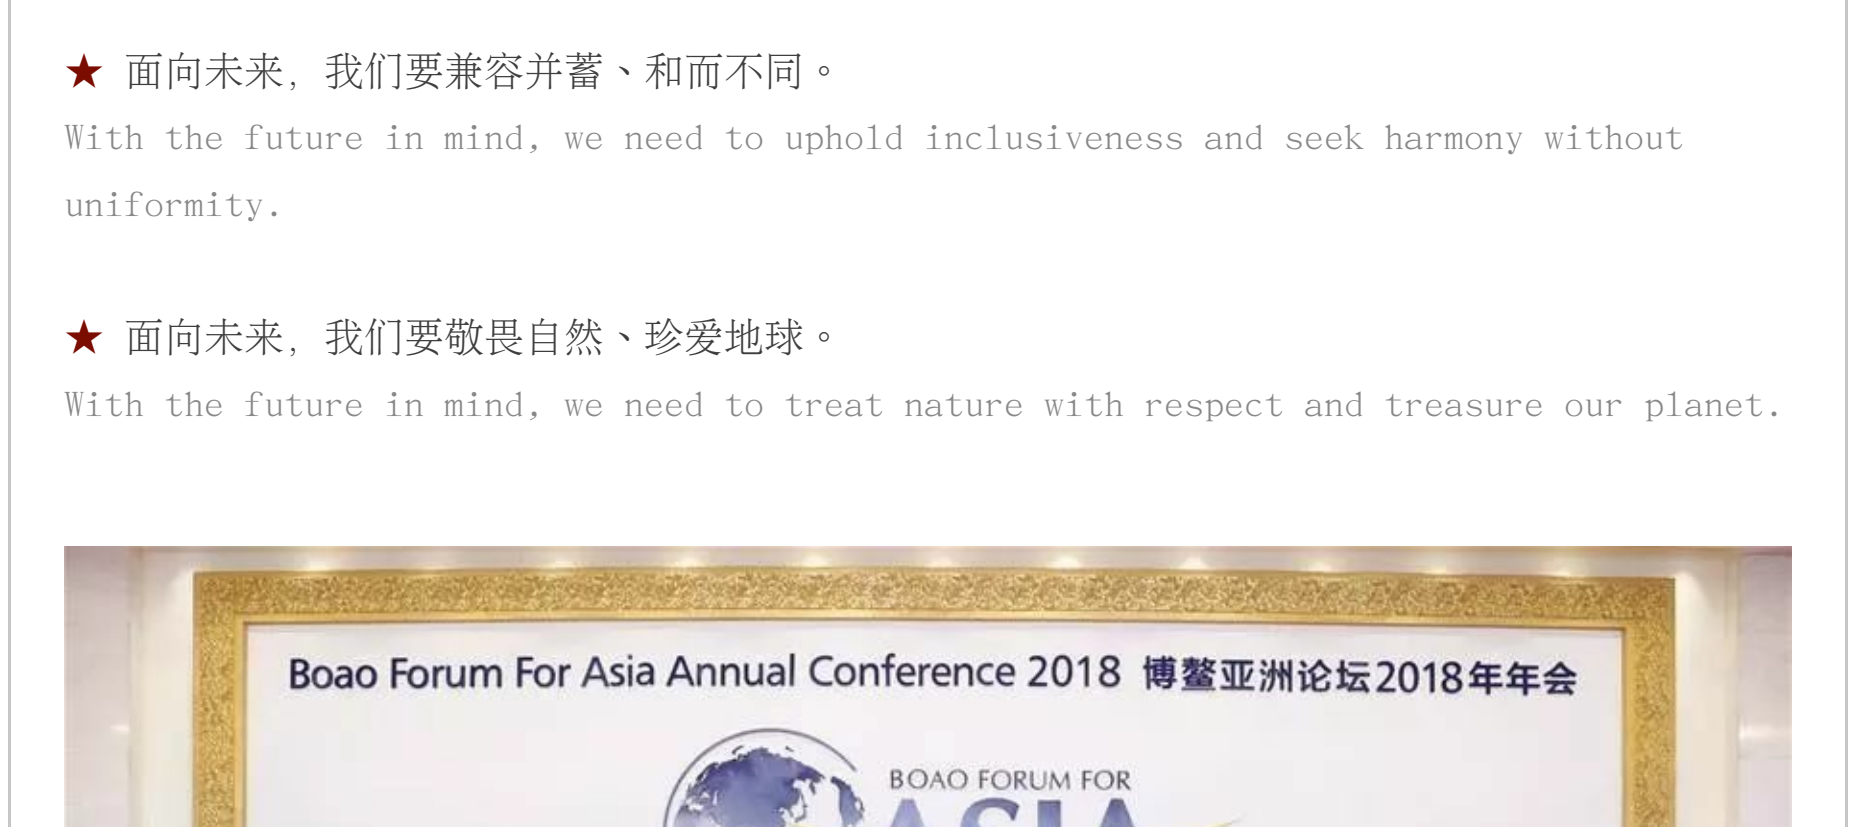 ★ 面向未来，我们要兼容并蓄、和而不同。
With the future in mind, we need to uphold inclusiveness and seek harmony without
uniformity.
★ 面向未来，我们要敬畏自然、珍爱地球。
With the future in mind, we need to treat nature with respect and treasure our planet.
Boao Forum For Asia Annual Conference 2018 博鳌亚洲论坛2018年年会
BOAO FORUM FOR
ASIA